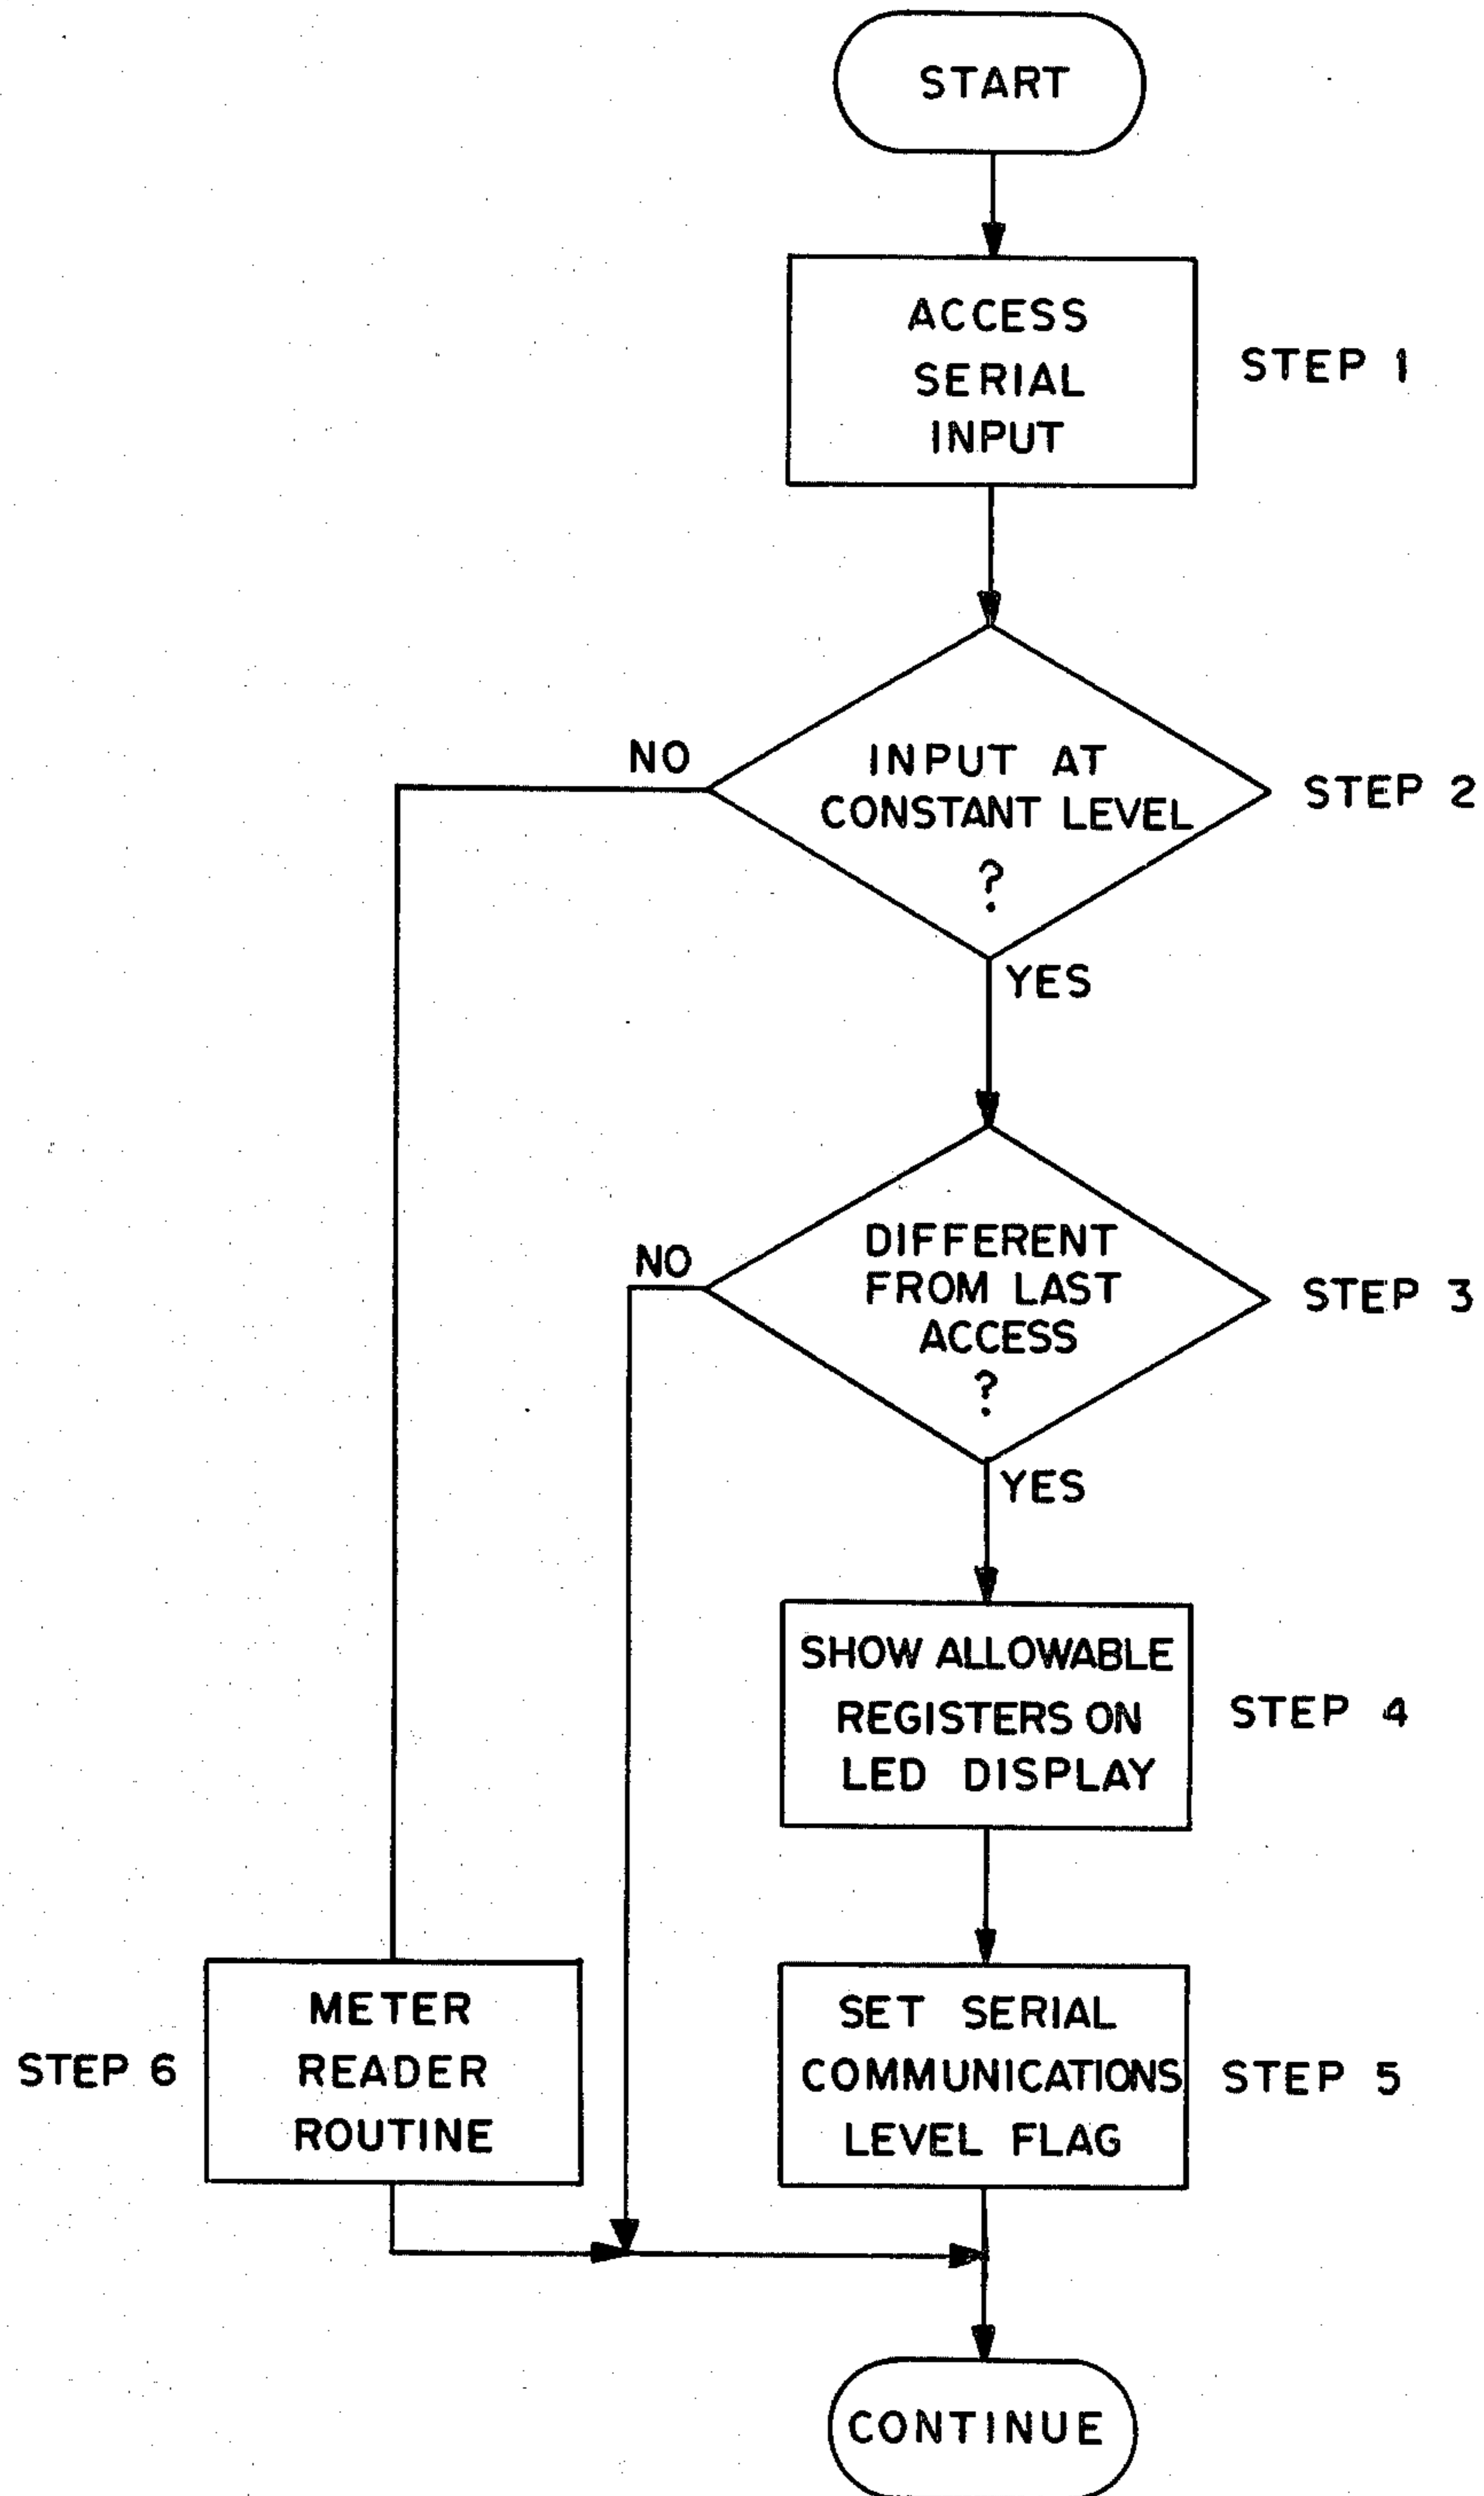 START
ACCESS
SERIAL
INPUT
STEP 1
NO
INPUT AT
CONSTANT LEVEL
?
STEP 2
YES
NO
DIFFERENT
FROM LAST
ACCESS
?
STEP 3
YES
SHOW ALLOWABLE
REGISTERS ON
LED DISPLAY
STEP 4
STEP 6
METER
READER
ROUTINE
SET SERIAL
COMMUNICATIONS
LEVEL FLAG
STEP 5
CONTINUE